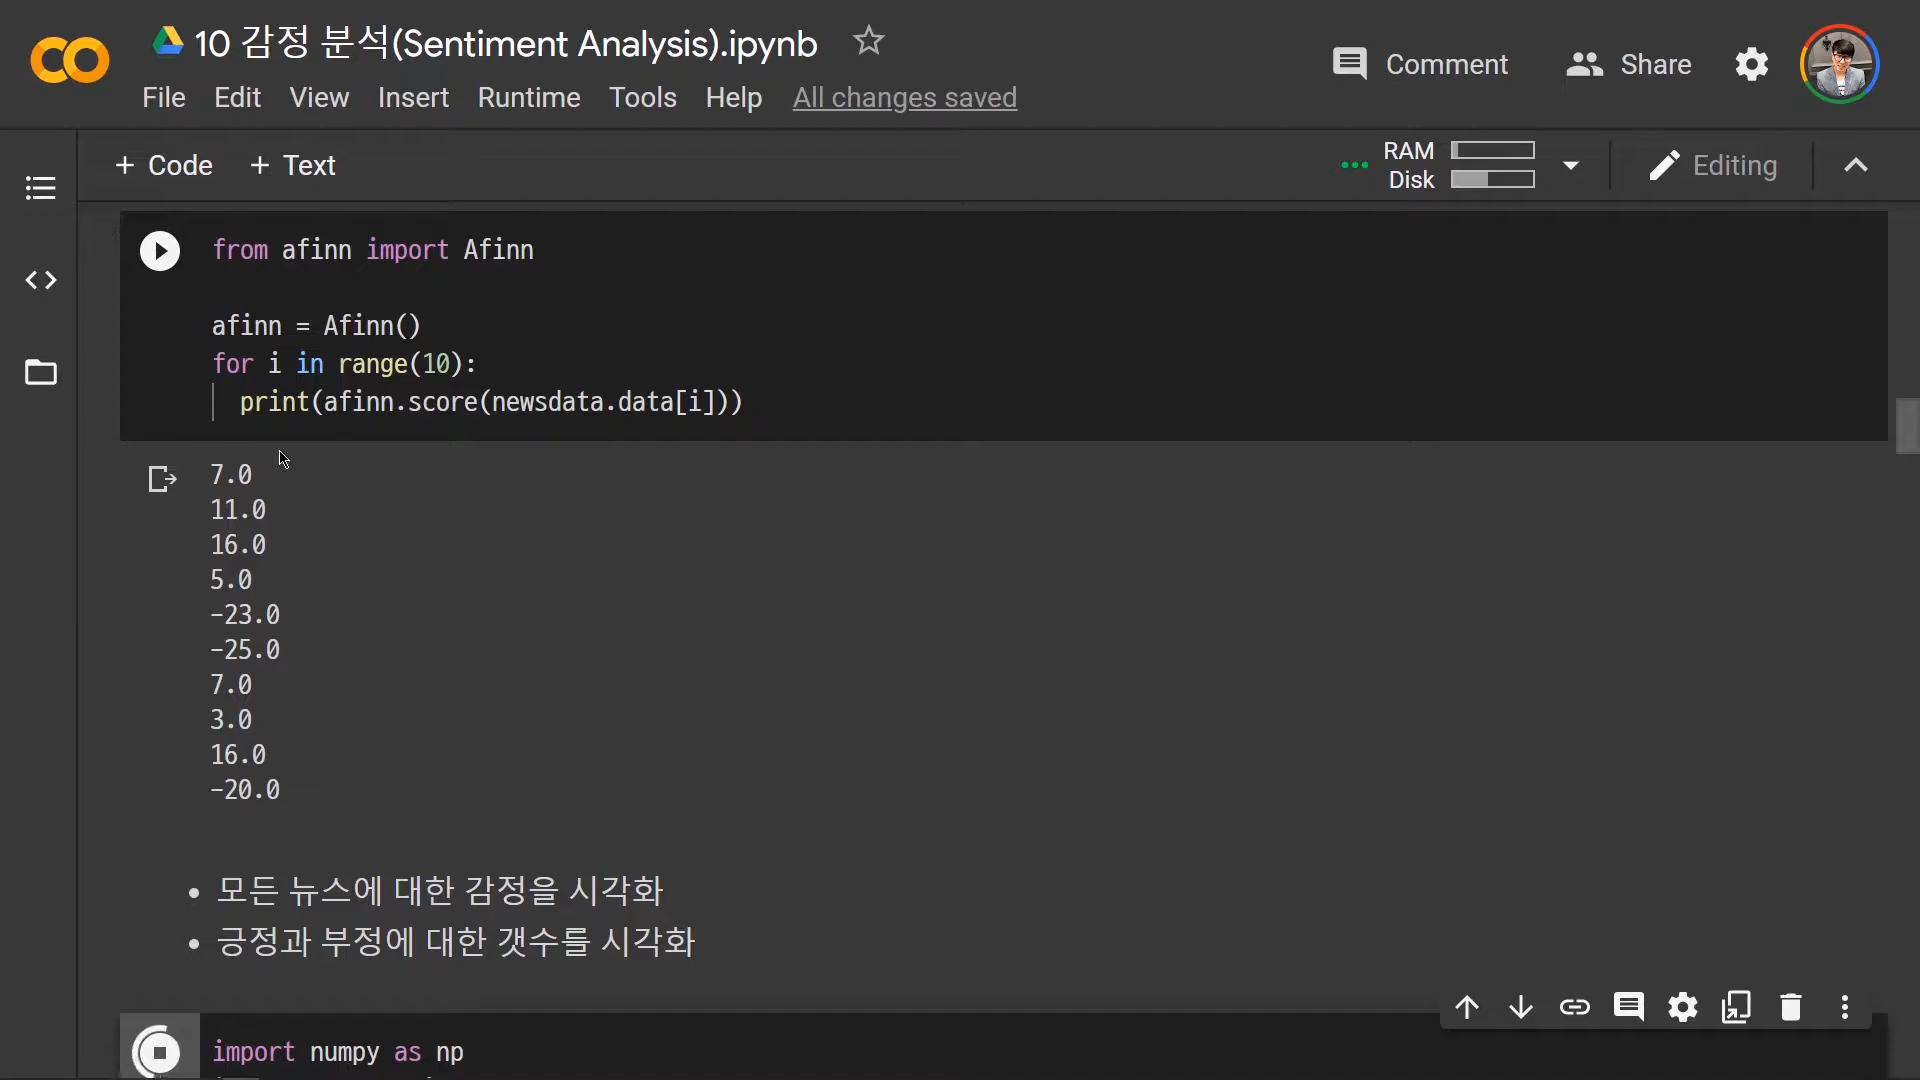 10 감정 분석(Sentiment Analysis).ipynb
Comment
Share
File Edit View Insert Runtime Tools Help All changes saved
+ Code + Text
RAM
Disk
Editing
from afinn import Afinn
afinn = Afinn()
for i in range(10):
print(afinn.score(newsdata.data[i]))
7.0
11.0
16.0
5.0
-23.0
-25.0
7.0
3.0
16.0
-20.0
• 모든 뉴스에 대한 감정을 시각화
• 긍정과 부정에 대한 갯수를 시각화
import numpy as np